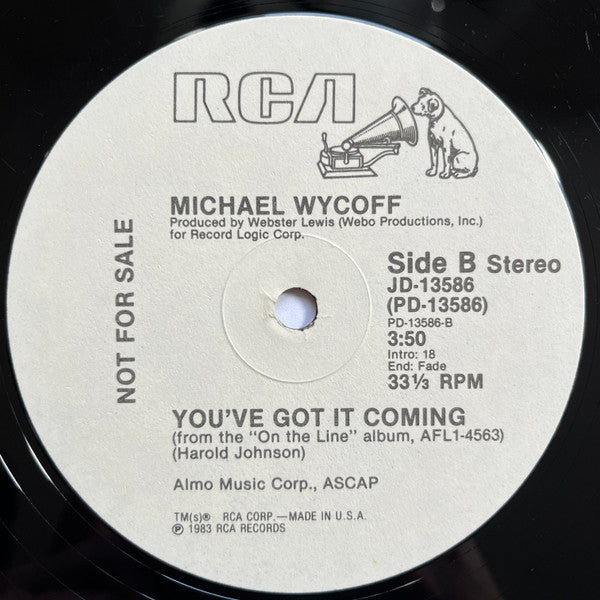 RCA
MICHAEL WYCOFF
Produced by Webster Lewis (Webo Productions, Inc.)
for Record Logic Corp.
NOT FOR SALE
Side B Stereo
JD-13586
(PD-13586)
PD-13586-B
3:50
Intro: 18
End: Fade
33⅓ RPM
YOU'VE GOT IT COMING
(from the "On the Line" album, AFL1-4563)
(Harold Johnson)
Almo Music Corp., ASCAP
TM(s)® RCA CORP.—MADE IN U.S.A.
℗ 1983 RCA RECORDS